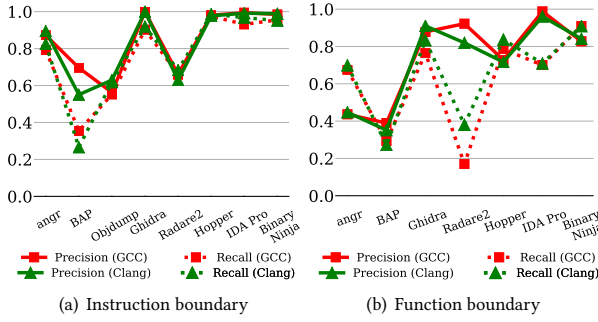 1.0
0.8
0.6
0.4
0.2
0.0
angr
BAP
Objdump
Ghidra
Radare2
Hopper
IDA Pro
Binary
Ninja
Precision (GCC)
Recall (GCC)
Precision (Clang)
Recall (Clang)
(a) Instruction boundary
1.0
0.8
0.6
0.4
0.2
0.0
angr
BAP
Ghidra
Radare2
Hopper
IDA Pro
Binary
Ninja
Precision (GCC)
Recall (GCC)
Precision (Clang)
Recall (Clang)
(b) Function boundary